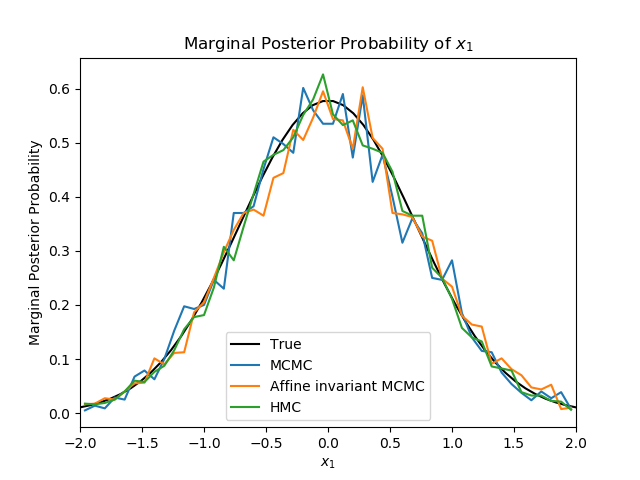 Marginal Posterior Probability of x₁
Marginal Posterior Probability
0.6
0.5
0.4
0.3
0.2
0.1
0.0
True
MCMC
Affine invariant MCMC
HMC
−2.0 −1.5 −1.0 −0.5 0.0 0.5 1.0 1.5 2.0
x₁